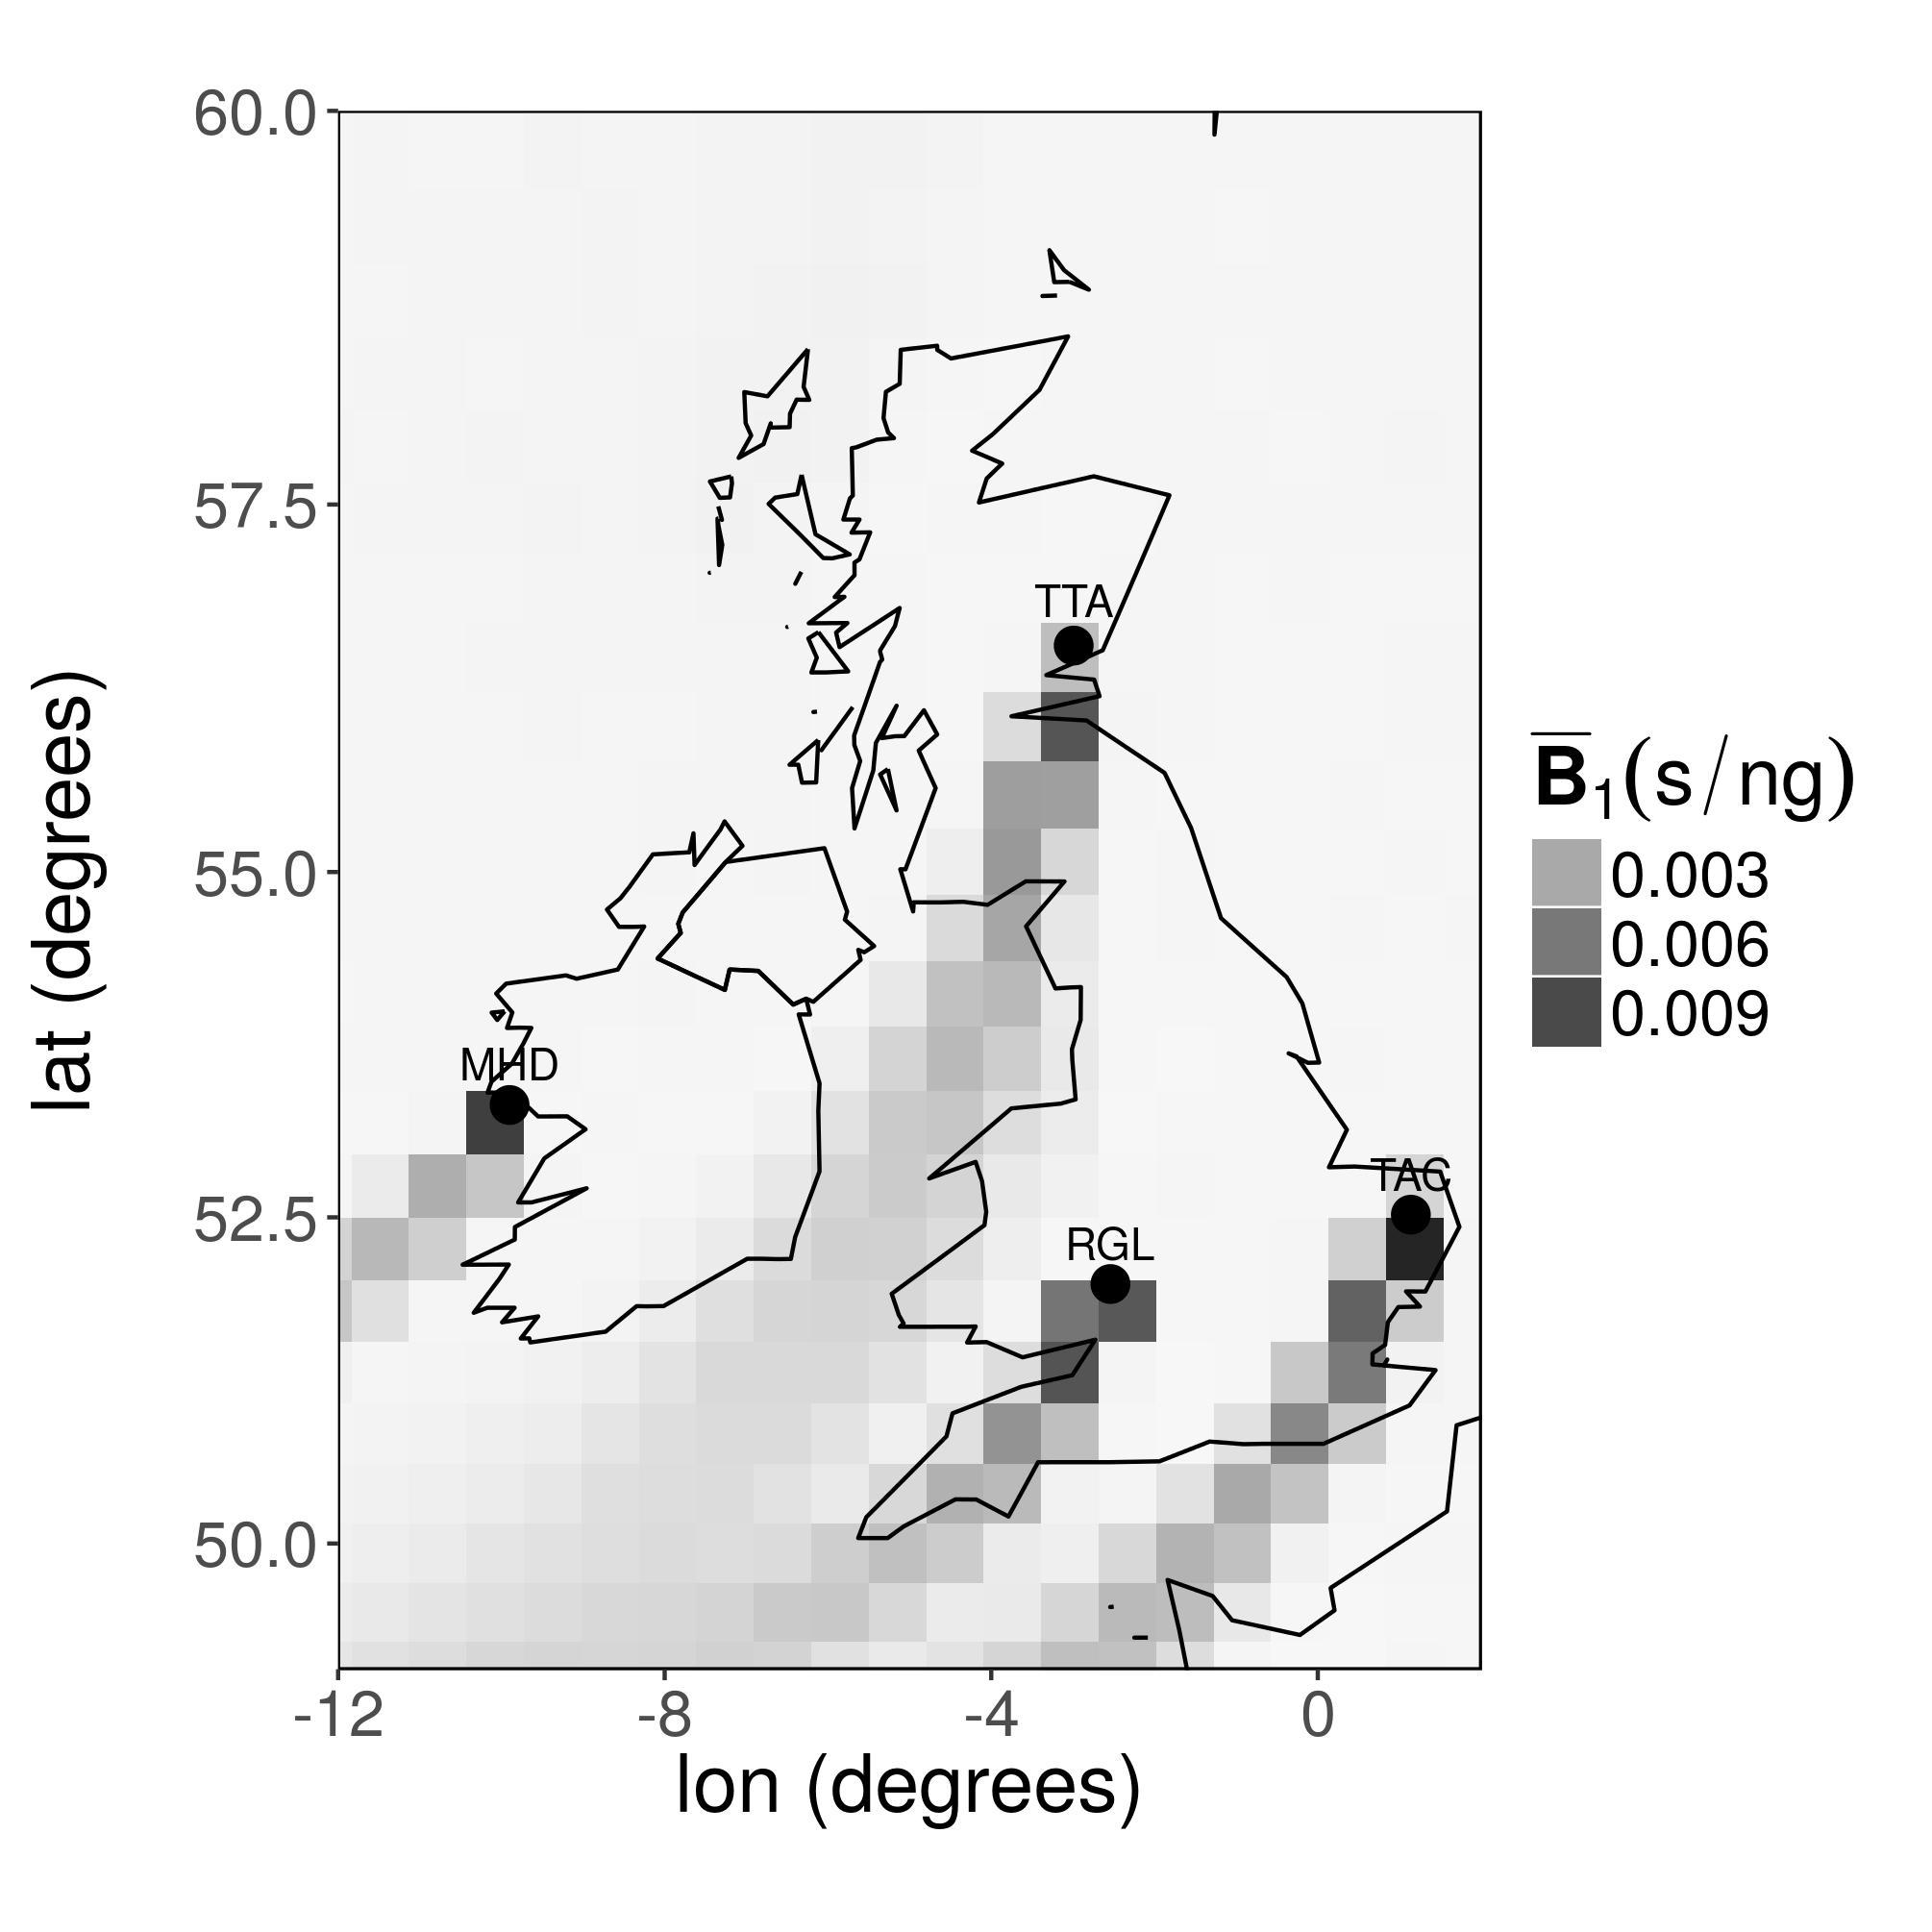 60.0
57.5
55.0
52.5
50.0
lat (degrees)
-12
-8
-4
0
lon (degrees)
TTA
MHD
TAC
RGL
B̅₁(s/ng)
0.003
0.006
0.009